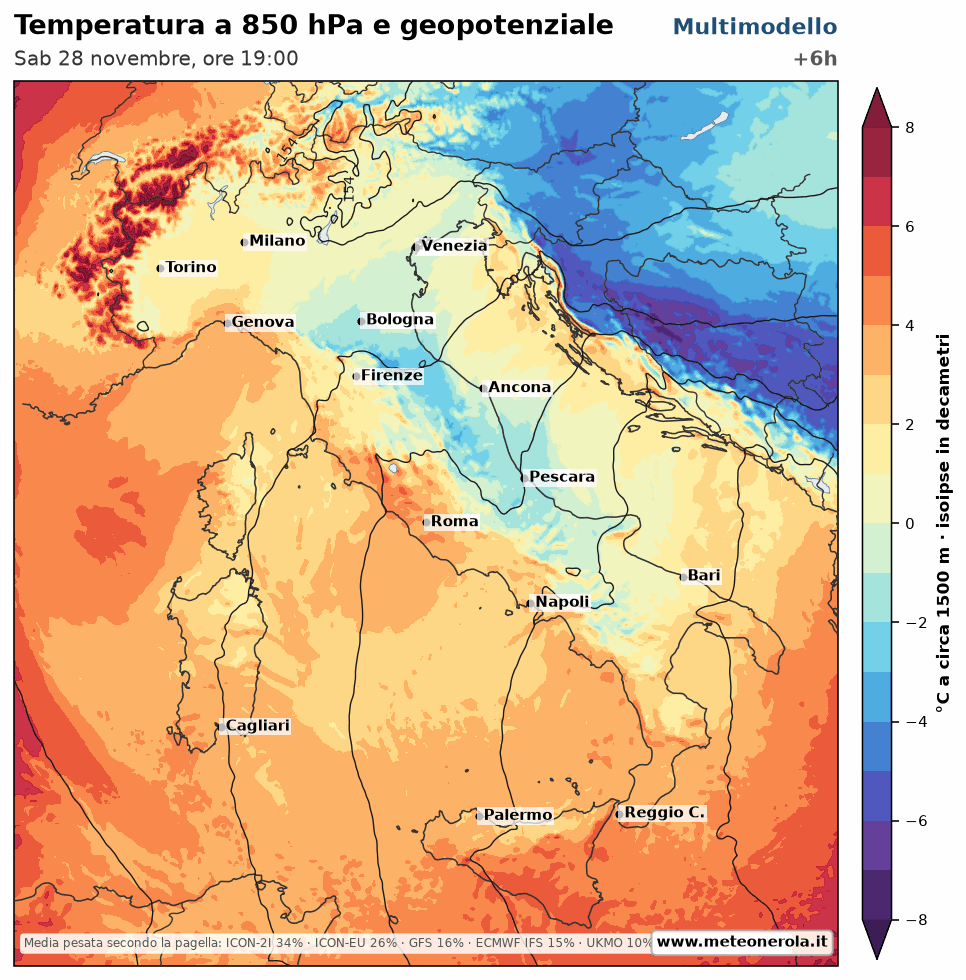 Temperatura a 850 hPa e geopotenziale
Multimodello
Sab 28 novembre, ore 19:00
+6h
154
154
Milano
Venezia
Torino
Genova
Bologna
Firenze
Ancona
Pescara
Roma
Bari
Napoli
Cagliari
Palermo
Reggio C.
8
6
4
2
0
−2
−4
−6
−8
°C a circa 1500 m · isoipse in decametri
Media pesata secondo la pagella: ICON-2I 34% · ICON-EU 26% · GFS 16% · ECMWF IFS 15% · UKMO 10%
www.meteonerola.it